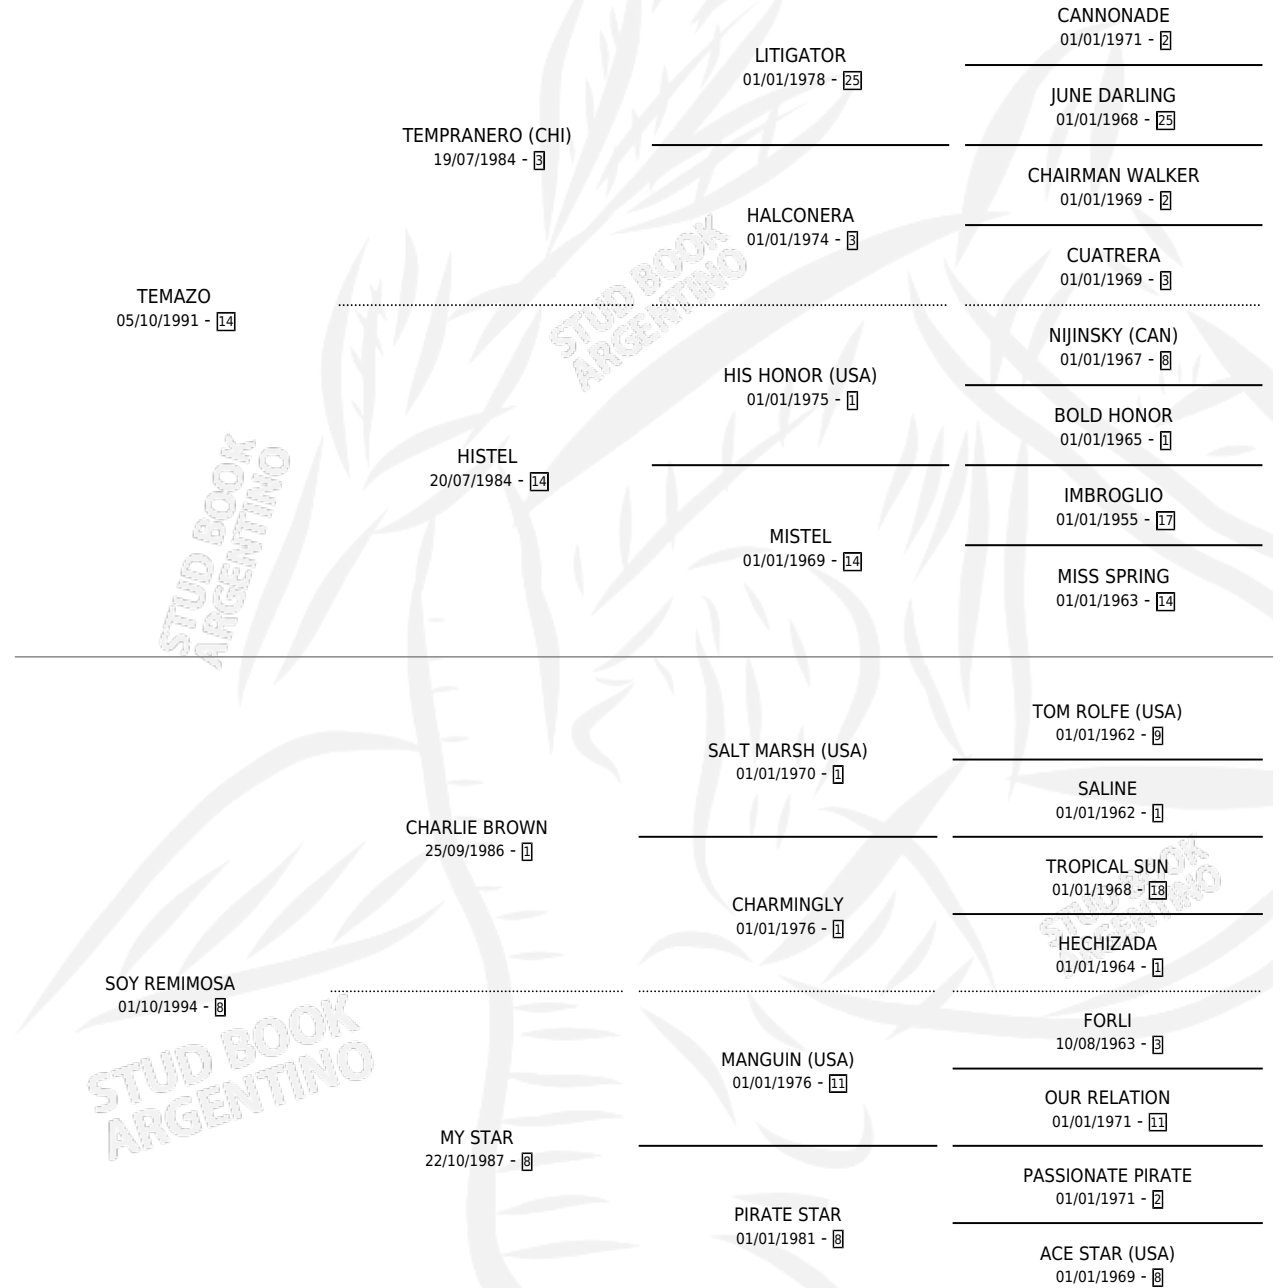 CANNONADE
01/01/1971 - 2
LITIGATOR
01/01/1978 - 25
JUNE DARLING
01/01/1968 - 25
TEMPRANERO (CHI)
19/07/1984 - 3
CHAIRMAN WALKER
01/01/1969 - 2
HALCONERA
01/01/1974 - 3
CUATRERA
01/01/1969 - 3
TEMAZO
05/10/1991 - 14
NIJINSKY (CAN)
01/01/1967 - 8
HIS HONOR (USA)
01/01/1975 - 1
BOLD HONOR
01/01/1965 - 1
HISTEL
20/07/1984 - 14
IMBROGLIO
01/01/1955 - 17
MISTEL
01/01/1969 - 14
MISS SPRING
01/01/1963 - 14
TOM ROLFE (USA)
01/01/1962 - 9
SALT MARSH (USA)
01/01/1970 - 1
SALINE
01/01/1962 - 1
CHARLIE BROWN
25/09/1986 - 1
TROPICAL SUN
01/01/1968 - 18
CHARMINGLY
01/01/1976 - 1
HECHIZADA
01/01/1964 - 1
SOY REMIMOSA
01/10/1994 - 8
FORLI
10/08/1963 - 3
MANGUIN (USA)
01/01/1976 - 11
OUR RELATION
01/01/1971 - 11
MY STAR
22/10/1987 - 8
PASSIONATE PIRATE
01/01/1971 - 2
PIRATE STAR
01/01/1981 - 8
ACE STAR (USA)
01/01/1969 - 8
STUD BOOK
ARGENTINO
STUD BOOK
ARGENTINO
STUD BOOK
ARGENTINO
STUD BOOK
ARGENTINO